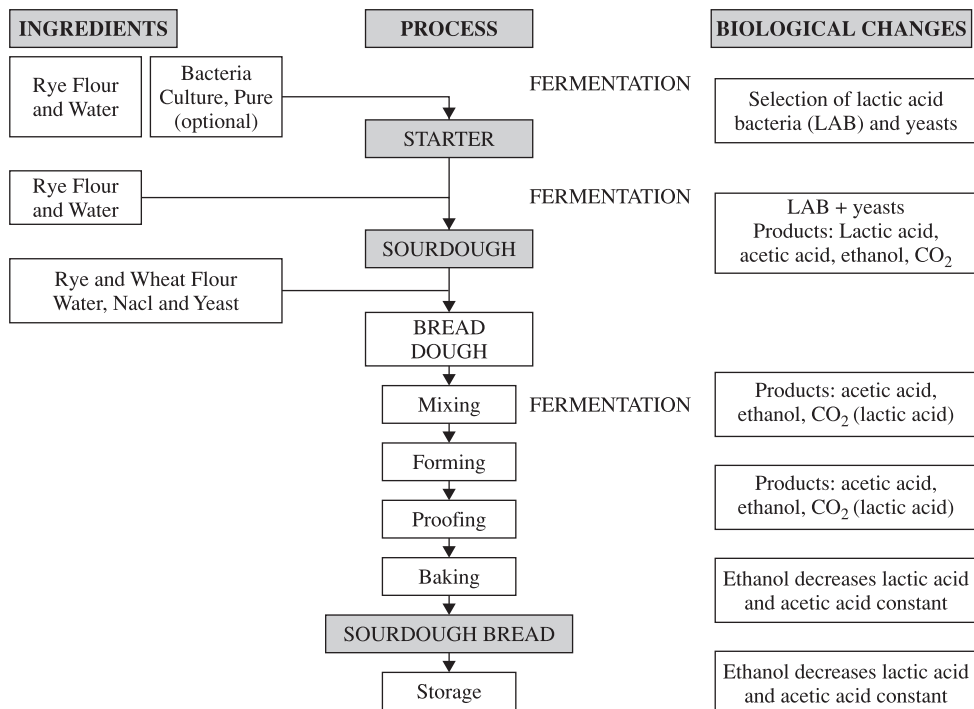 INGREDIENTS
PROCESS
BIOLOGICAL CHANGES
Rye Flour
and Water
Bacteria
Culture, Pure
(optional)
FERMENTATION
Selection of lactic acid
bacteria (LAB) and yeasts
STARTER
Rye Flour
and Water
FERMENTATION
LAB + yeasts
Products: Lactic acid,
acetic acid, ethanol, CO₂
SOURDOUGH
Rye and Wheat Flour
Water, Nacl and Yeast
BREAD
DOUGH
Mixing
FERMENTATION
Products: acetic acid,
ethanol, CO₂ (lactic acid)
Forming
Proofing
Products: acetic acid,
ethanol, CO₂ (lactic acid)
Baking
Ethanol decreases lactic acid
and acetic acid constant
SOURDOUGH BREAD
Storage
Ethanol decreases lactic acid
and acetic acid constant